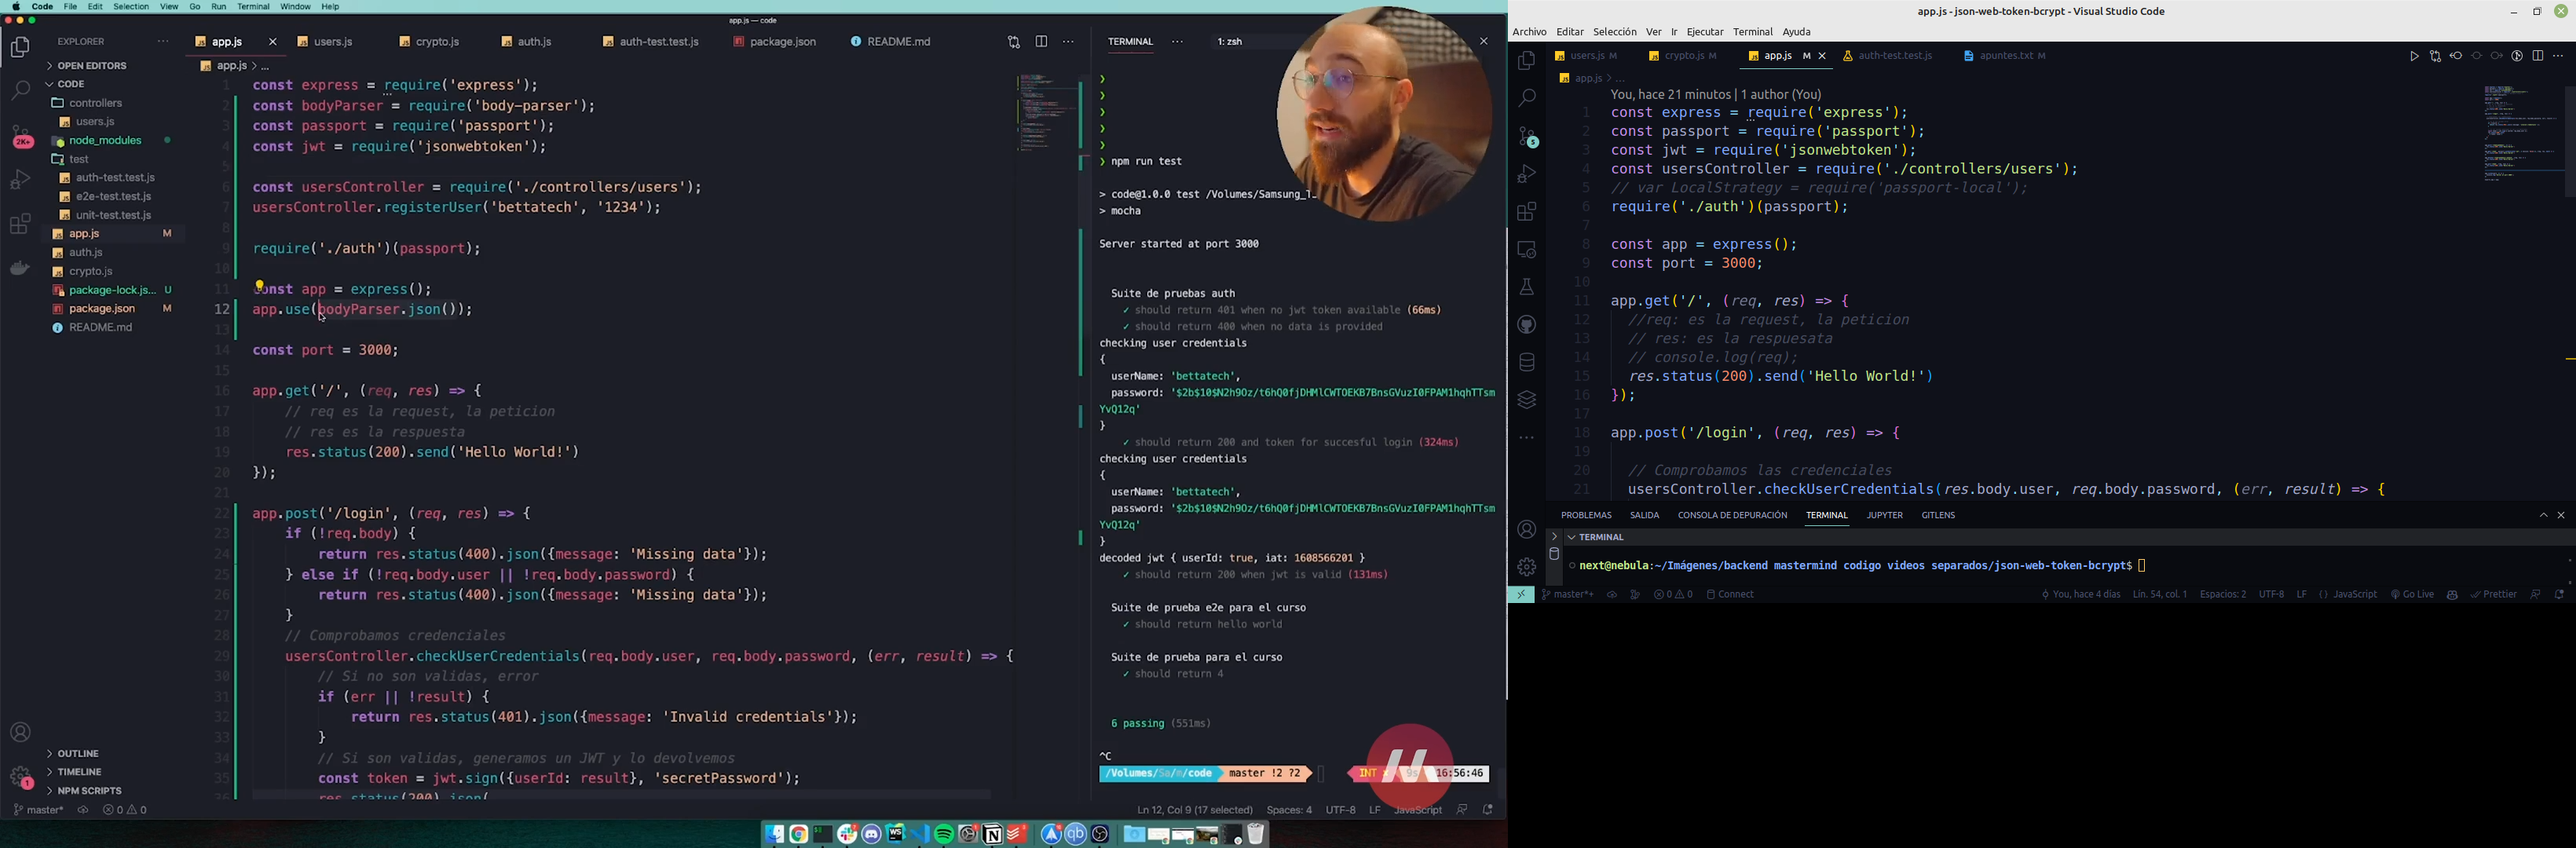 Code File Edit Selection View Go Run Terminal Window Help
app.js — code
EXPLORER
OPEN EDITORS
CODE
controllers
users.js
node_modules
test
auth-test.test.js
e2e-test.test.js
unit-test.test.js
app.js M
auth.js
crypto.js
package-lock.js... U
package.json M
README.md
OUTLINE
TIMELINE
NPM SCRIPTS
2K+
1
master* 0 0
app.js users.js crypto.js auth.js auth-test.test.js package.json README.md
app.js > ...
1 const express = require('express');
2 const bodyParser = require('body-parser');
3 const passport = require('passport');
4 const jwt = require('jsonwebtoken');
5
6 const usersController = require('./controllers/users');
7 usersController.registerUser('bettatech', '1234');
8
9 require('./auth')(passport);
10
11 const app = express();
12 app.use(bodyParser.json());
13
14 const port = 3000;
15
16 app.get('/', (req, res) => {
17 // req es la request, la peticion
18 // res es la respuesta
19 res.status(200).send('Hello World!')
20 });
21
22 app.post('/login', (req, res) => {
23 if (!req.body) {
24 return res.status(400).json({message: 'Missing data'});
25 } else if (!req.body.user || !req.body.password) {
26 return res.status(400).json({message: 'Missing data'});
27 }
28 // Comprobamos credenciales
29 usersController.checkUserCredentials(req.body.user, req.body.password, (err, result) => {
30 // Si no son validas, error
31 if (err || !result) {
32 return res.status(401).json({message: 'Invalid credentials'});
33 }
34 // Si son validas, generamos un JWT y lo devolvemos
35 const token = jwt.sign({userId: result}, 'secretPassword');
36 res.status(200).json(
TERMINAL ... 1: zsh
❯
❯
❯
❯
❯
❯ npm run test
> code@1.0.0 test /Volumes/Samsung_T
> mocha
Server started at port 3000
Suite de pruebas auth
✓ should return 401 when no jwt token available (66ms)
✓ should return 400 when no data is provided
checking user credentials
{
userName: 'bettatech',
password: '$2b$10$N2h9Oz/t6hQ0fjDHMlCWTOEKB7BnsGVuzI0FPAM1hqhTTsm
YvQ12q'
}
✓ should return 200 and token for succesful login (324ms)
checking user credentials
{
userName: 'bettatech',
password: '$2b$10$N2h9Oz/t6hQ0fjDHMlCWTOEKB7BnsGVuzI0FPAM1hqhTTsm
YvQ12q'
}
decoded jwt { userId: true, iat: 1608566201 }
✓ should return 200 when jwt is valid (131ms)
Suite de prueba e2e para el curso
✓ should return hello world
Suite de prueba para el curso
✓ should return 4
6 passing (551ms)
^C
/Volumes/Sa/m/code master !2 ?2 INT 9s 16:56:46
Ln 12, Col 9 (17 selected) Spaces: 4 UTF-8 LF JavaScript
app.js - json-web-token-bcrypt - Visual Studio Code
Archivo Editar Selección Ver Ir Ejecutar Terminal Ayuda
users.js M crypto.js M app.js M auth-test.test.js apuntes.txt M
app.js > ...
You, hace 21 minutos | 1 author (You)
1 const express = require('express');
2 const passport = require('passport');
3 const jwt = require('jsonwebtoken');
4 const usersController = require('./controllers/users');
5 // var LocalStrategy = require('passport-local');
6 require('./auth')(passport);
7
8 const app = express();
9 const port = 3000;
10
11 app.get('/', (req, res) => {
12 //req: es la request, la peticion
13 // res: es la respuesata
14 // console.log(req);
15 res.status(200).send('Hello World!')
16 });
17
18 app.post('/login', (req, res) => {
19
20 // Comprobamos las credenciales
21 usersController.checkUserCredentials(res.body.user, req.body.password, (err, result) => {
PROBLEMAS SALIDA CONSOLA DE DEPURACIÓN TERMINAL JUPYTER GITLENS
TERMINAL
next@nebula:~/Imágenes/backend mastermind codigo videos separados/json-web-token-bcrypt$
master*+ 0 0 Connect You, hace 4 días Lín. 54, col. 1 Espacios: 2 UTF-8 LF {} JavaScript Go Live Prettier